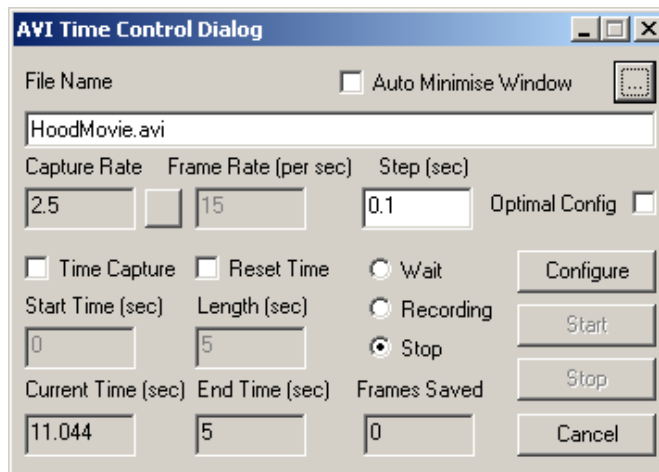 AVI Time Control Dialog
File Name Auto Minimise Window ...
HoodMovie.avi
Capture Rate Frame Rate (per sec) Step (sec)
2.5 15 0.1 Optimal Config
Time Capture Reset Time Wait Configure
Start Time (sec) Length (sec) Recording Start
0 5 Stop
Current Time (sec) End Time (sec) Frames Saved Stop
11.044 5 0 Cancel